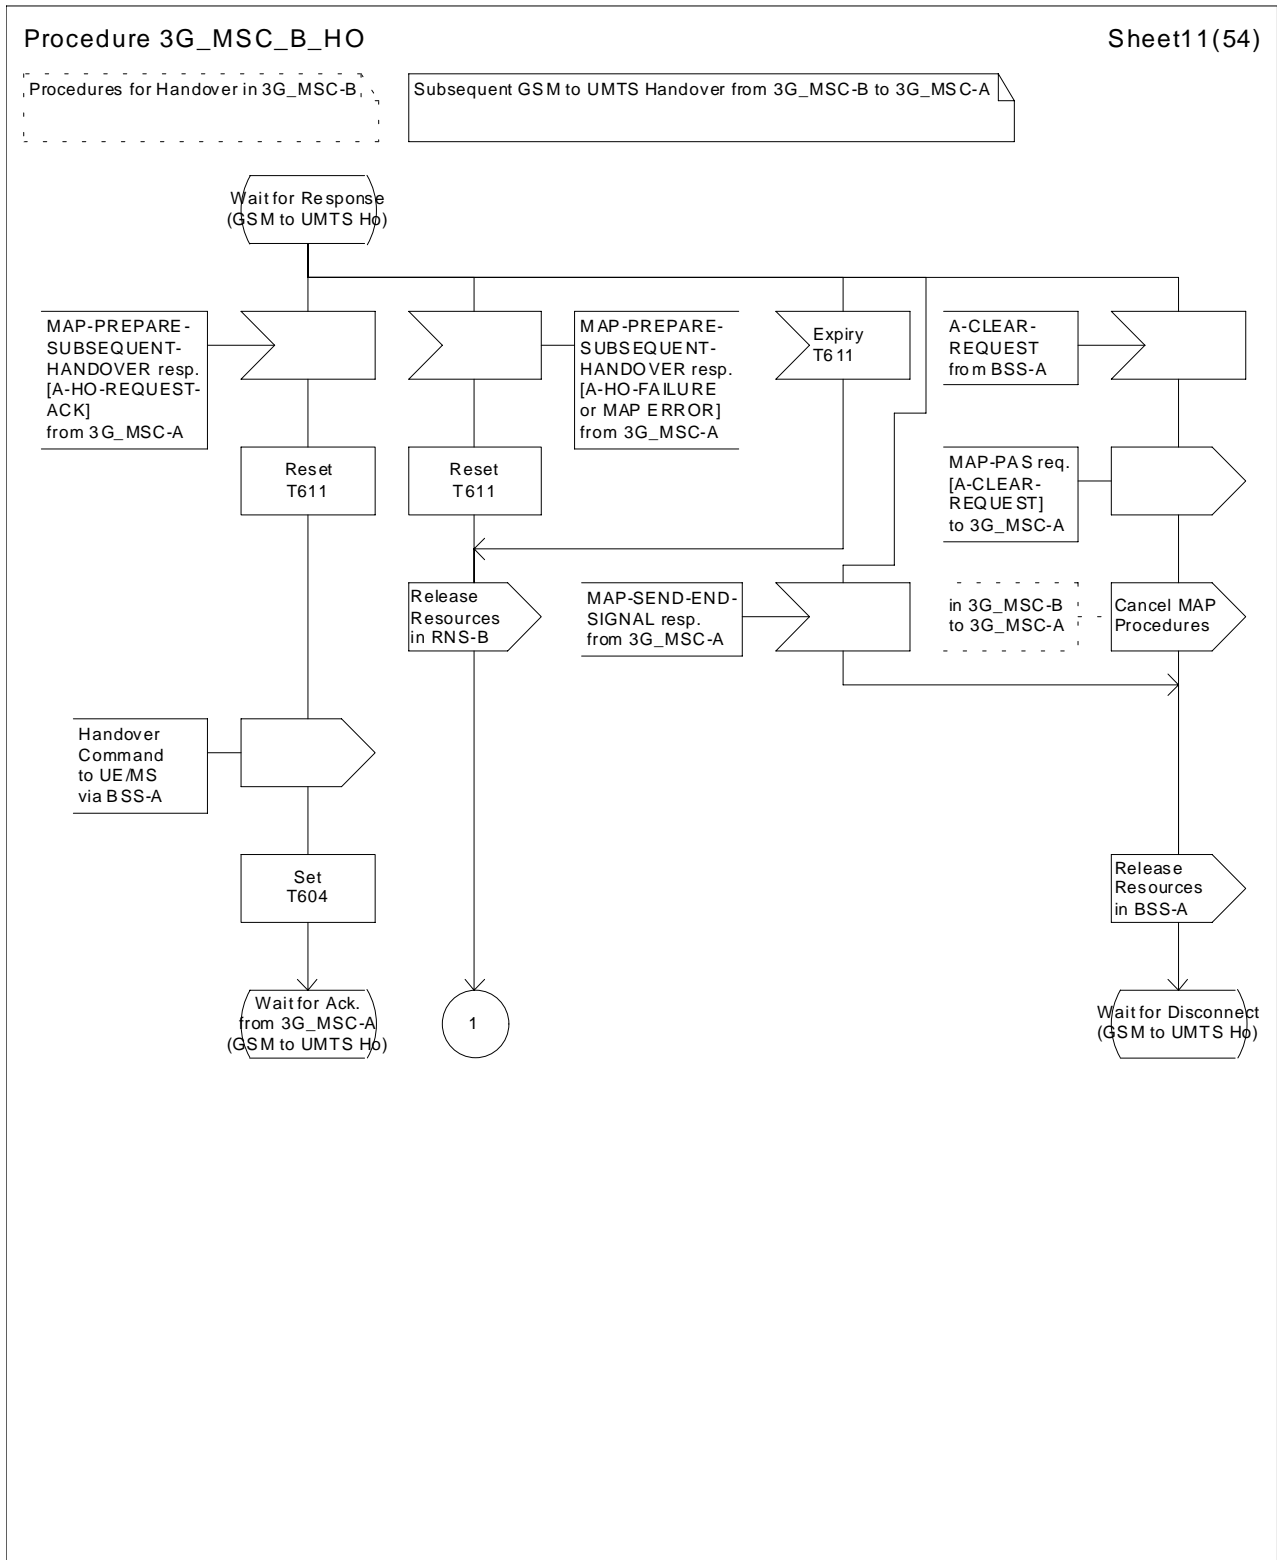 Procedure 3G_MSC_B_HO
Sheet11(54)
Procedures for Handover in 3G_MSC-B
Subsequent GSM to UMTS Handover from 3G_MSC-B to 3G_MSC-A
Wait for Response
(GSM to UMTS Ho)
MAP-PREPARE-
SUBSEQUENT-
HANDOVER resp.
[A-HO-REQUEST-
ACK]
from 3G_MSC-A
MAP-PREPARE-
SUBSEQUENT-
HANDOVER resp.
[A-HO-FAILURE
or MAP ERROR]
from 3G_MSC-A
Expiry
T611
A-CLEAR-
REQUEST
from BSS-A
Reset
T611
Reset
T611
MAP-PAS req.
[A-CLEAR-
REQUEST]
to 3G_MSC-A
Release
Resources
in RNS-B
MAP-SEND-END-
SIGNAL resp.
from 3G_MSC-A
in 3G_MSC-B
to 3G_MSC-A
Cancel MAP
Procedures
Handover
Command
to UE/MS
via BSS-A
Set
T604
Release
Resources
in BSS-A
Wait for Ack.
from 3G_MSC-A
(GSM to UMTS Ho)
1
Wait for Disconnect
(GSM to UMTS Ho)